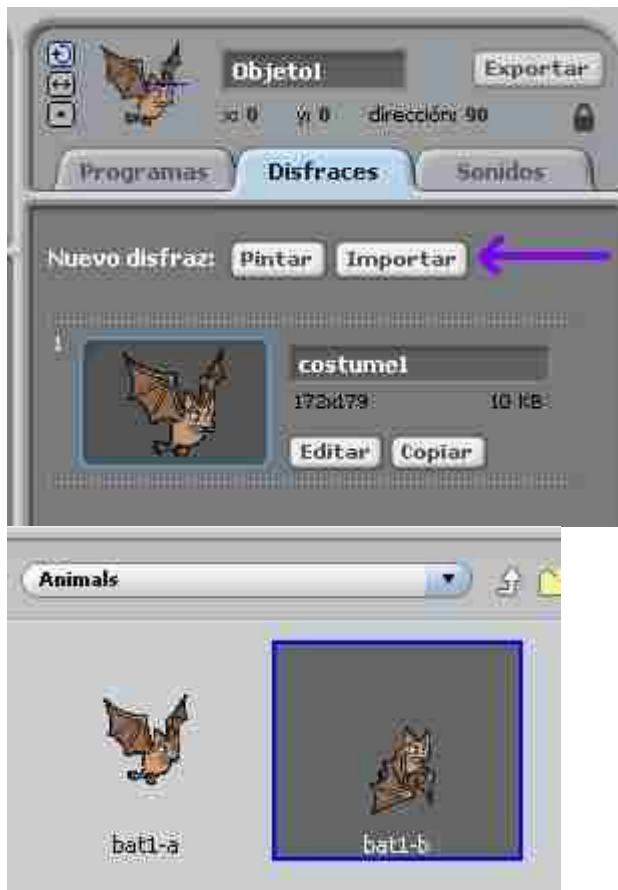 Objeto1
Exportar
x: 0 y: 0 dirección: 90
Programas
Disfraces
Sonidos
Nuevo disfraz: Pintar Importar
1
costume1
172x179 10 KB
Editar Copiar
Animals
bat1-a
bat1-b